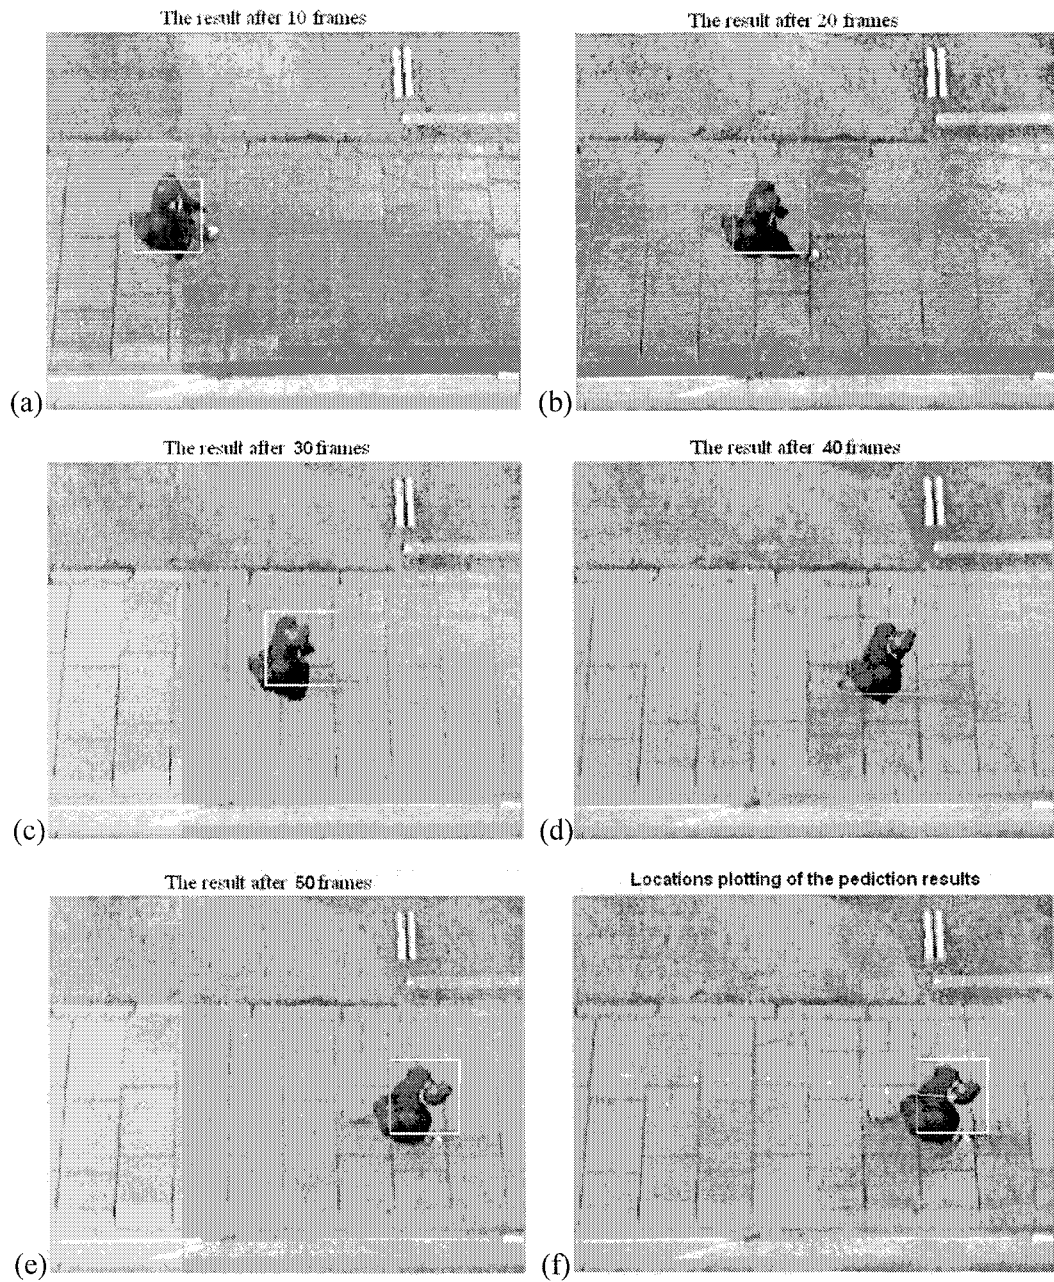 The result after 10 frames
The result after 20 frames
(a)
(b)
The result after 30 frames
The result after 40 frames
(c)
(d)
The result after 50 frames
Locations plotting of the pediction results
(e)
(f)